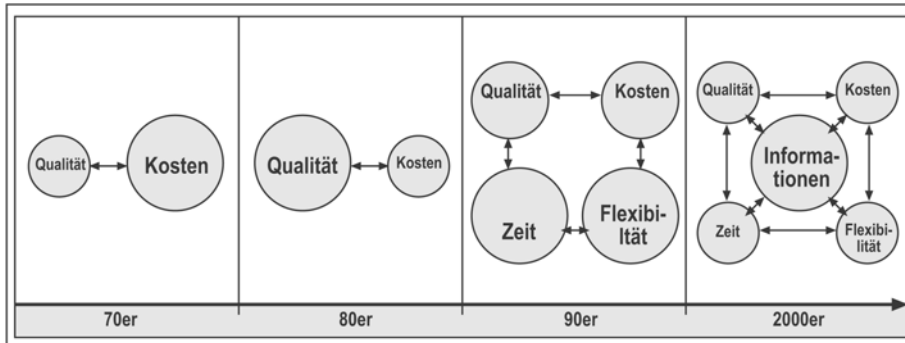 Qualität
Kosten
Qualität
Kosten
Qualität
Kosten
Zeit
Flexibi-
lität
Qualität
Kosten
Informa-
tionen
Zeit
Flexibi-
lität
70er
80er
90er
2000er